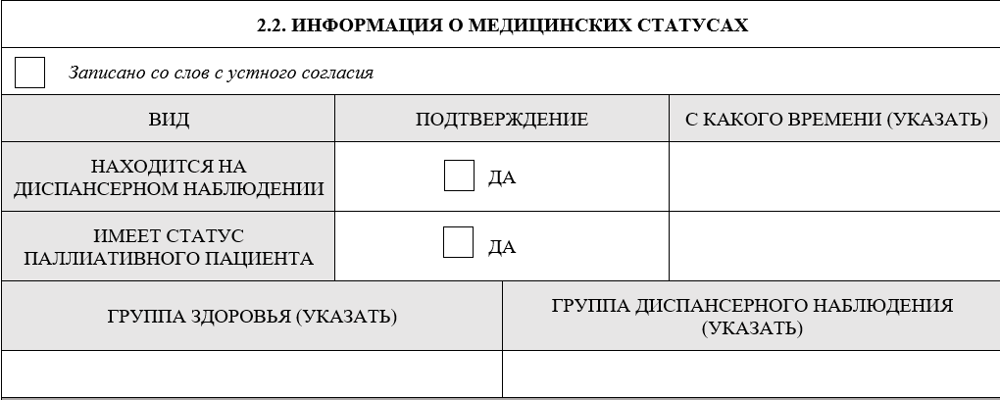 2.2. ИНФОРМАЦИЯ О МЕДИЦИНСКИХ СТАТУСАХ
Записано со слов с устного согласия
ВИД
ПОДТВЕРЖДЕНИЕ
С КАКОГО ВРЕМЕНИ (УКАЗАТЬ)
НАХОДИТСЯ НА
ДИСПАНСЕРНОМ НАБЛЮДЕНИИ
ДА
ИМЕЕТ СТАТУС
ПАЛЛИАТИВНОГО ПАЦИЕНТА
ДА
ГРУППА ЗДОРОВЬЯ (УКАЗАТЬ)
ГРУППА ДИСПАНСЕРНОГО НАБЛЮДЕНИЯ
(УКАЗАТЬ)